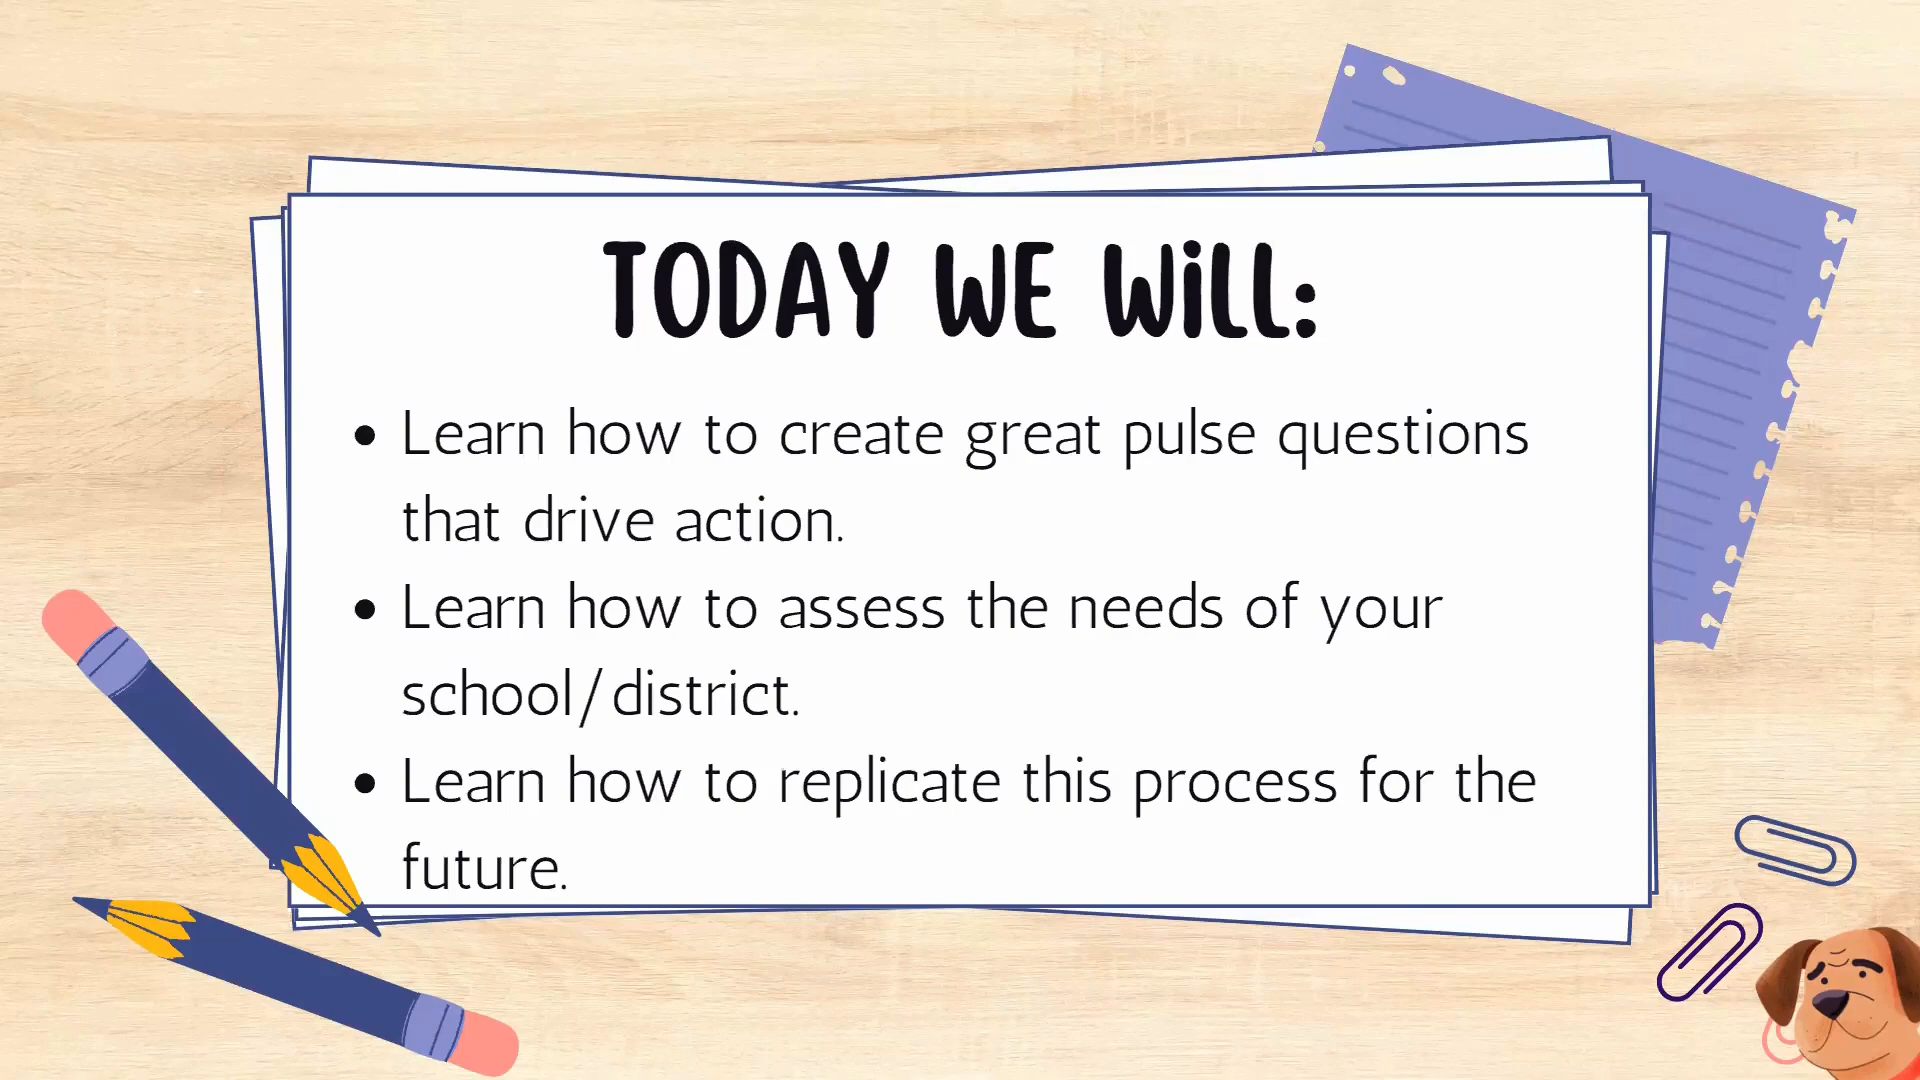 TODAY WE WiLL:
• Learn how to create great pulse questions
that drive action.
• Learn how to assess the needs of your
school/district.
• Learn how to replicate this process for the
future.